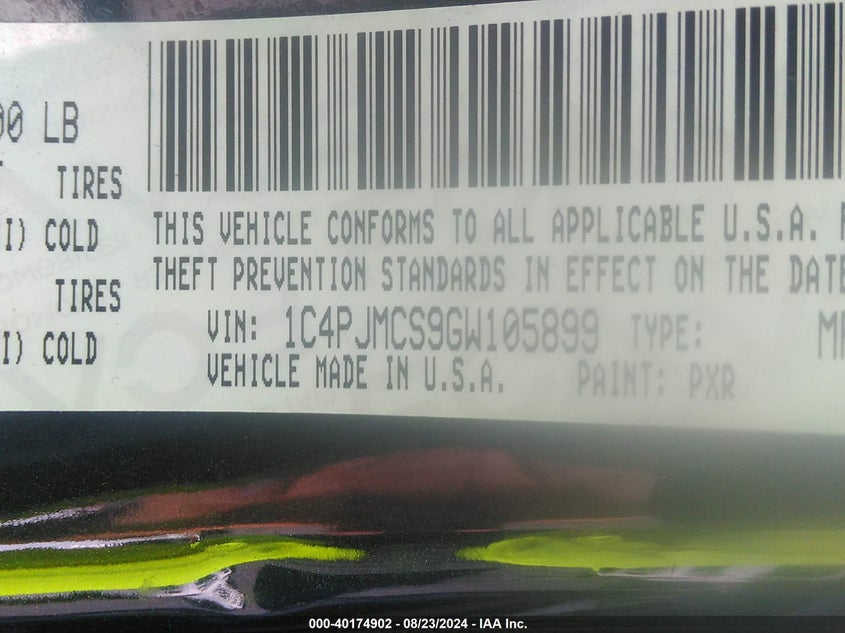 00 LB
TIRES
I) COLD
TIRES
I) COLD
THIS VEHICLE CONFORMS TO ALL APPLICABLE U.S.A.
THEFT PREVENTION STANDARDS IN EFFECT ON THE DATE
VIN: 1C4PJMCS9GW105899 TYPE:
VEHICLE MADE IN U.S.A. PAINT: PXR
000-40174902 - 08/23/2024 - IAA Inc.